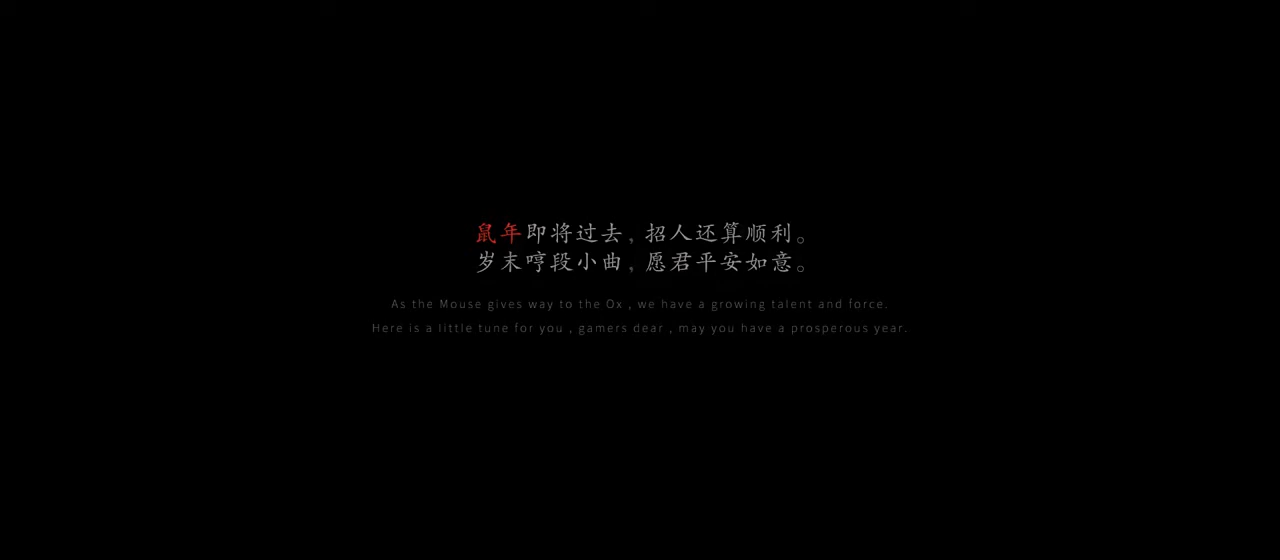 鼠年即将过去，招人还算顺利。
岁末哼段小曲，愿君平安如意。
As the Mouse gives way to the Ox , we have a growing talent and force.
Here is a little tune for you , gamers dear , may you have a prosperous year.